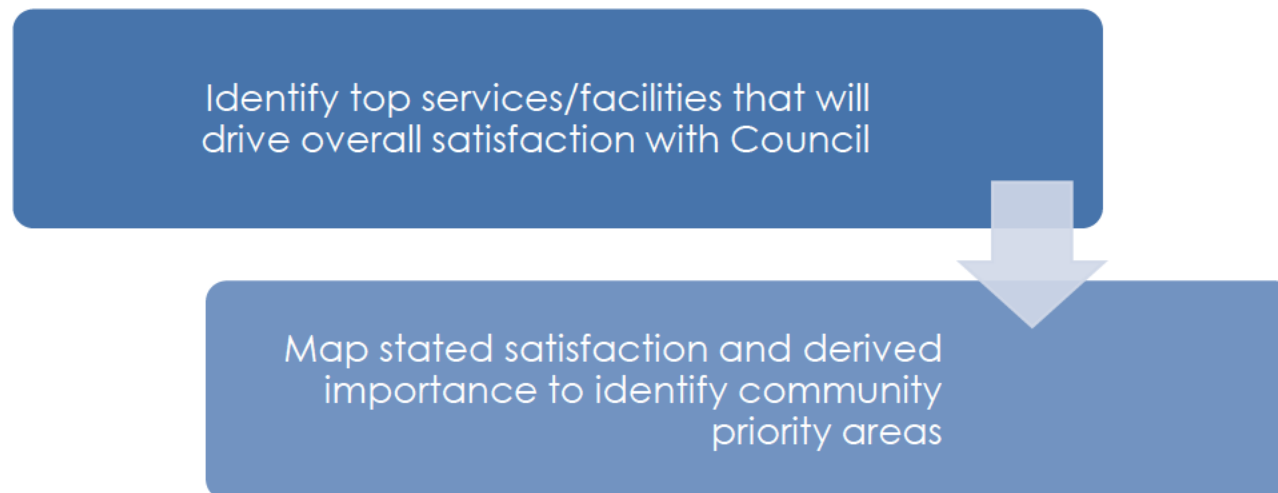 Identify top services/facilities that will
drive overall satisfaction with Council
Map stated satisfaction and derived
importance to identify community
priority areas